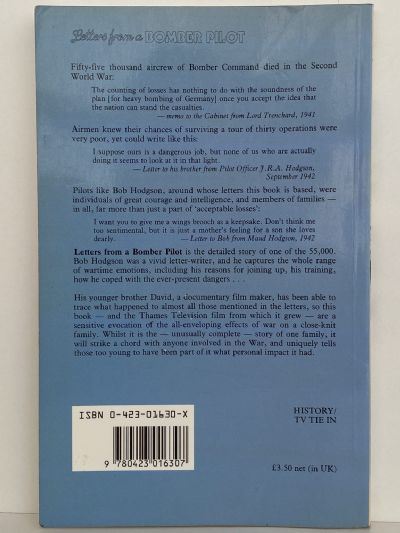 Letters from a BOMBER PILOT
Fifty-five thousand aircrew of Bomber Command died in the Second
World War:
The counting of losses has nothing to do with the soundness of the
plan [for heavy bombing of Germany] once you accept the idea that
the nation can stand the casualties.
— memo to the Cabinet from Lord Trenchard, 1941
Airmen knew their chances of surviving a tour of thirty operations were
very poor, yet could write like this:
I suppose ours is a dangerous job, but none of us who are actually
doing it seems to look at it in that light.
— Letter to his brother from Pilot Officer J.R.A. Hodgson,
September 1942
Pilots like Bob Hodgson, around whose letters this book is based, were
individuals of great courage and intelligence, and members of families —
in all, far more than just a part of 'acceptable losses':
I want you to give me a wings brooch as a keepsake. Don't think me
too sentimental, but it is just a mother's feeling for a son she loves
dearly. — Letter to Bob from Maud Hodgson, 1942
Letters from a Bomber Pilot is the detailed story of one of the 55,000.
Bob Hodgson was a vivid letter-writer, and he captures the whole range
of wartime emotions, including his reasons for joining up, his training,
how he coped with the ever-present dangers . . .
His younger brother David, a documentary film maker, has been able to
trace what happened to almost all those mentioned in the letters, so this
book — and the Thames Television film from which it grew — are a
sensitive evocation of the all-enveloping effects of war on a close-knit
family. Whilst it is the — unusually complete — story of one family, it
will strike a chord with anyone involved in the War, and uniquely tells
those too young to have been part of it what personal impact it had.
ISBN 0-423-01630-X
9 780423 016307
HISTORY/
TV TIE IN
£3.50 net (in UK)